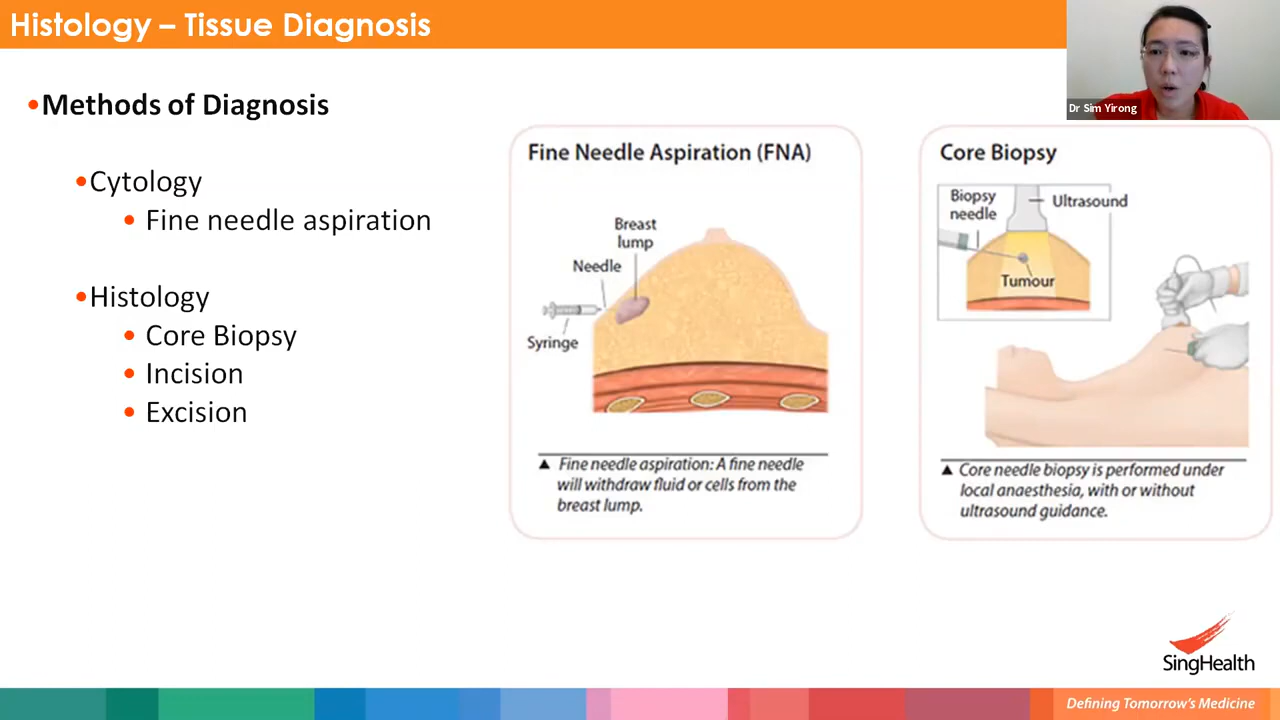 Histology – Tissue Diagnosis
Dr Sim Yirong
•Methods of Diagnosis
•Cytology
• Fine needle aspiration
•Histology
• Core Biopsy
• Incision
• Excision
Fine Needle Aspiration (FNA)
Breast
lump
Needle
Syringe
▲ Fine needle aspiration: A fine needle
will withdraw fluid or cells from the
breast lump.
Core Biopsy
Biopsy
needle
Ultrasound
Tumour
▲ Core needle biopsy is performed under
local anaesthesia, with or without
ultrasound guidance.
SingHealth
Defining Tomorrow's Medicine